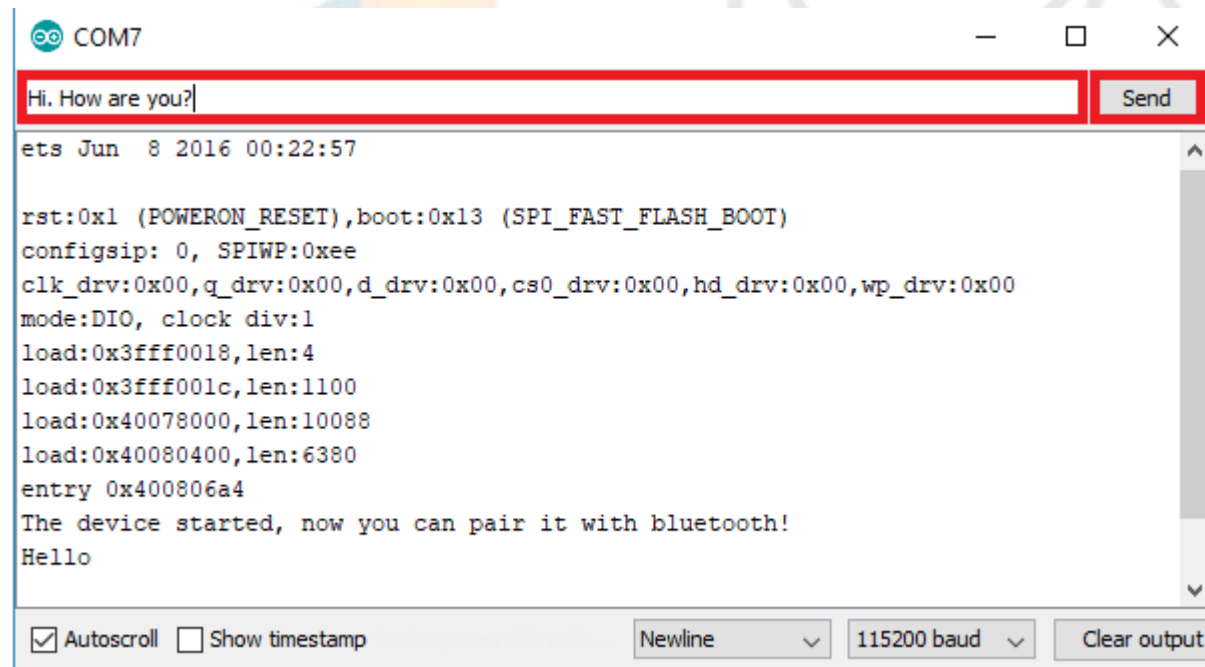 COM7
Hi. How are you?
Send
ets Jun  8 2016 00:22:57
rst:0x1 (POWERON_RESET),boot:0x13 (SPI_FAST_FLASH_BOOT)
configsip: 0, SPIWP:0xee
clk_drv:0x00,q_drv:0x00,d_drv:0x00,cs0_drv:0x00,hd_drv:0x00,wp_drv:0x00
mode:DIO, clock div:1
load:0x3fff0018,len:4
load:0x3fff001c,len:1100
load:0x40078000,len:10088
load:0x40080400,len:6380
entry 0x400806a4
The device started, now you can pair it with bluetooth!
Hello
Autoscroll Show timestamp Newline 115200 baud Clear output